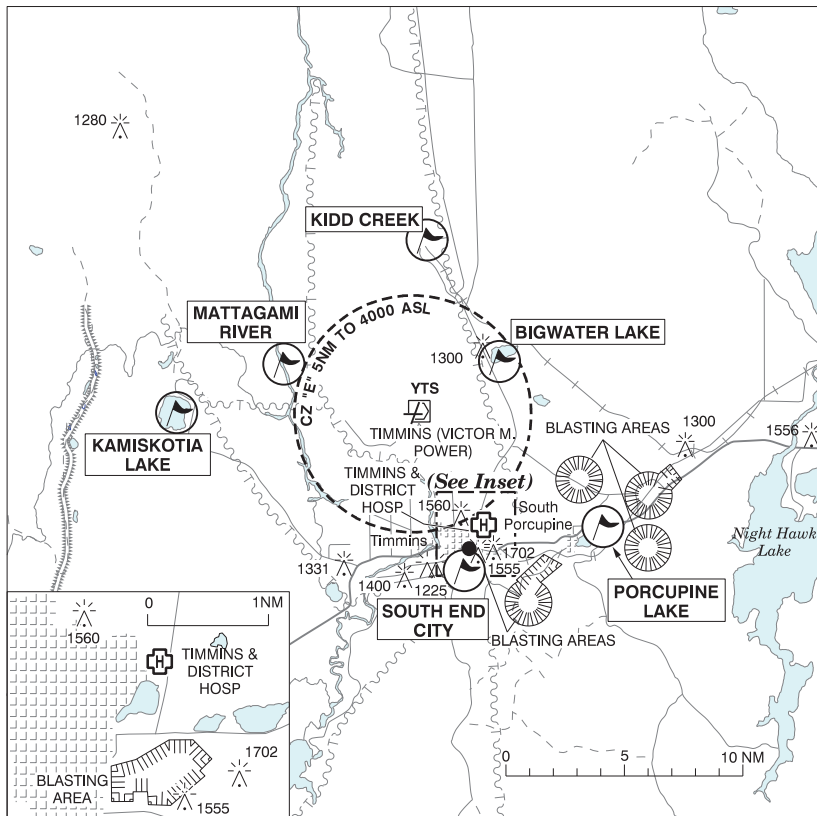 1280
KIDD CREEK
MATTAGAMI
RIVER
CZ "E" 5NM TO 4000 ASL
1300
BIGWATER LAKE
YTS
TIMMINS (VICTOR M.
POWER)
KAMISKOTIA
LAKE
BLASTING AREAS
1300
1556
TIMMINS &
DISTRICT
HOSP
(See Inset)
1560
H
South
Porcupine
Timmins
1702
1555
Night Hawk
Lake
1331
1400
1225
SOUTH END
CITY
PORCUPINE
LAKE
BLASTING AREAS
0 1NM
1560
H
TIMMINS &
DISTRICT
HOSP
1702
BLASTING
AREA
1555
0 5 10 NM